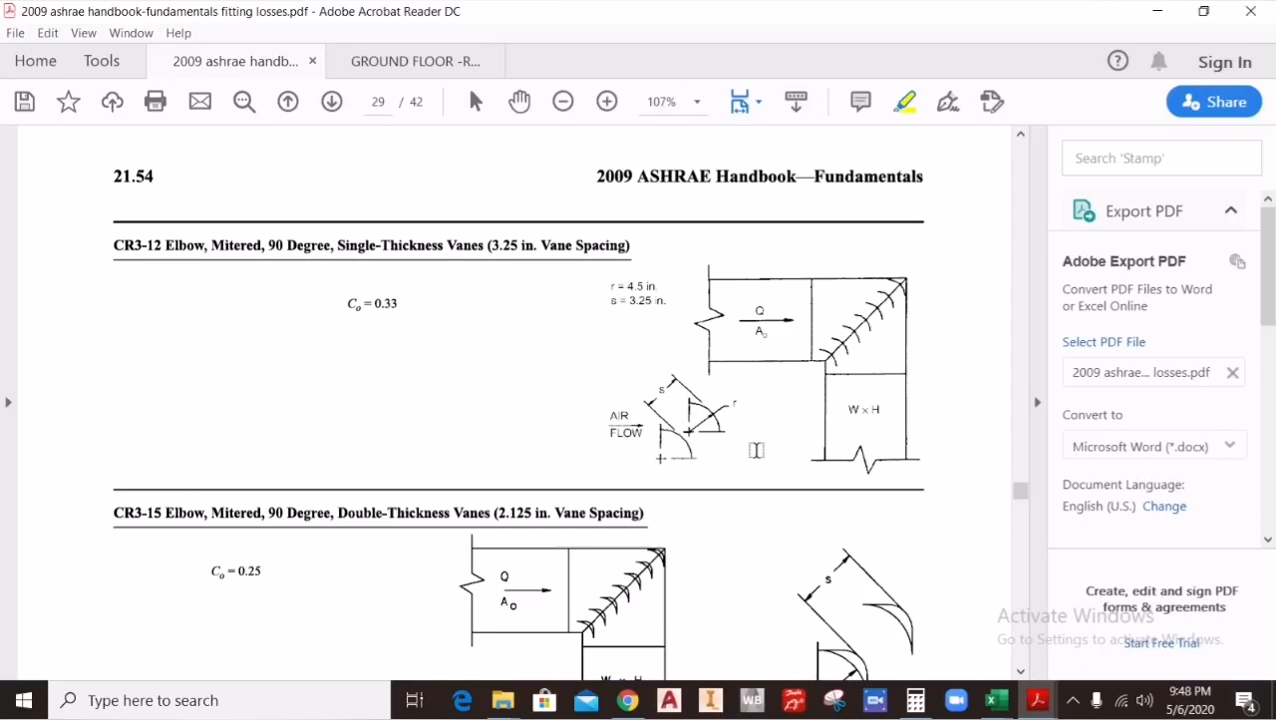 2009 ashrae handbook-fundamentals fitting losses.pdf - Adobe Acrobat Reader DC
File Edit View Window Help
Home Tools 2009 ashrae handb... × GROUND FLOOR -R... Sign In
29 / 42 107% Share
21.54 2009 ASHRAE Handbook—Fundamentals
CR3-12 Elbow, Mitered, 90 Degree, Single-Thickness Vanes (3.25 in. Vane Spacing)
Co = 0.33
r = 4.5 in.
s = 3.25 in.
Q
Ao
s
r
AIR
FLOW
W x H
CR3-15 Elbow, Mitered, 90 Degree, Double-Thickness Vanes (2.125 in. Vane Spacing)
Co = 0.25
Q
Ao
s
W x H
Search 'Stamp'
Export PDF
Adobe Export PDF
Convert PDF Files to Word
or Excel Online
Select PDF File
2009 ashrae... losses.pdf
Convert to
Microsoft Word (*.docx)
Document Language:
English (U.S.) Change
Create, edit and sign PDF
forms & agreements
Start Free Trial
Activate Windows
Go to Settings to activate Windows.
Type here to search
WB
9:48 PM
5/6/2020
4